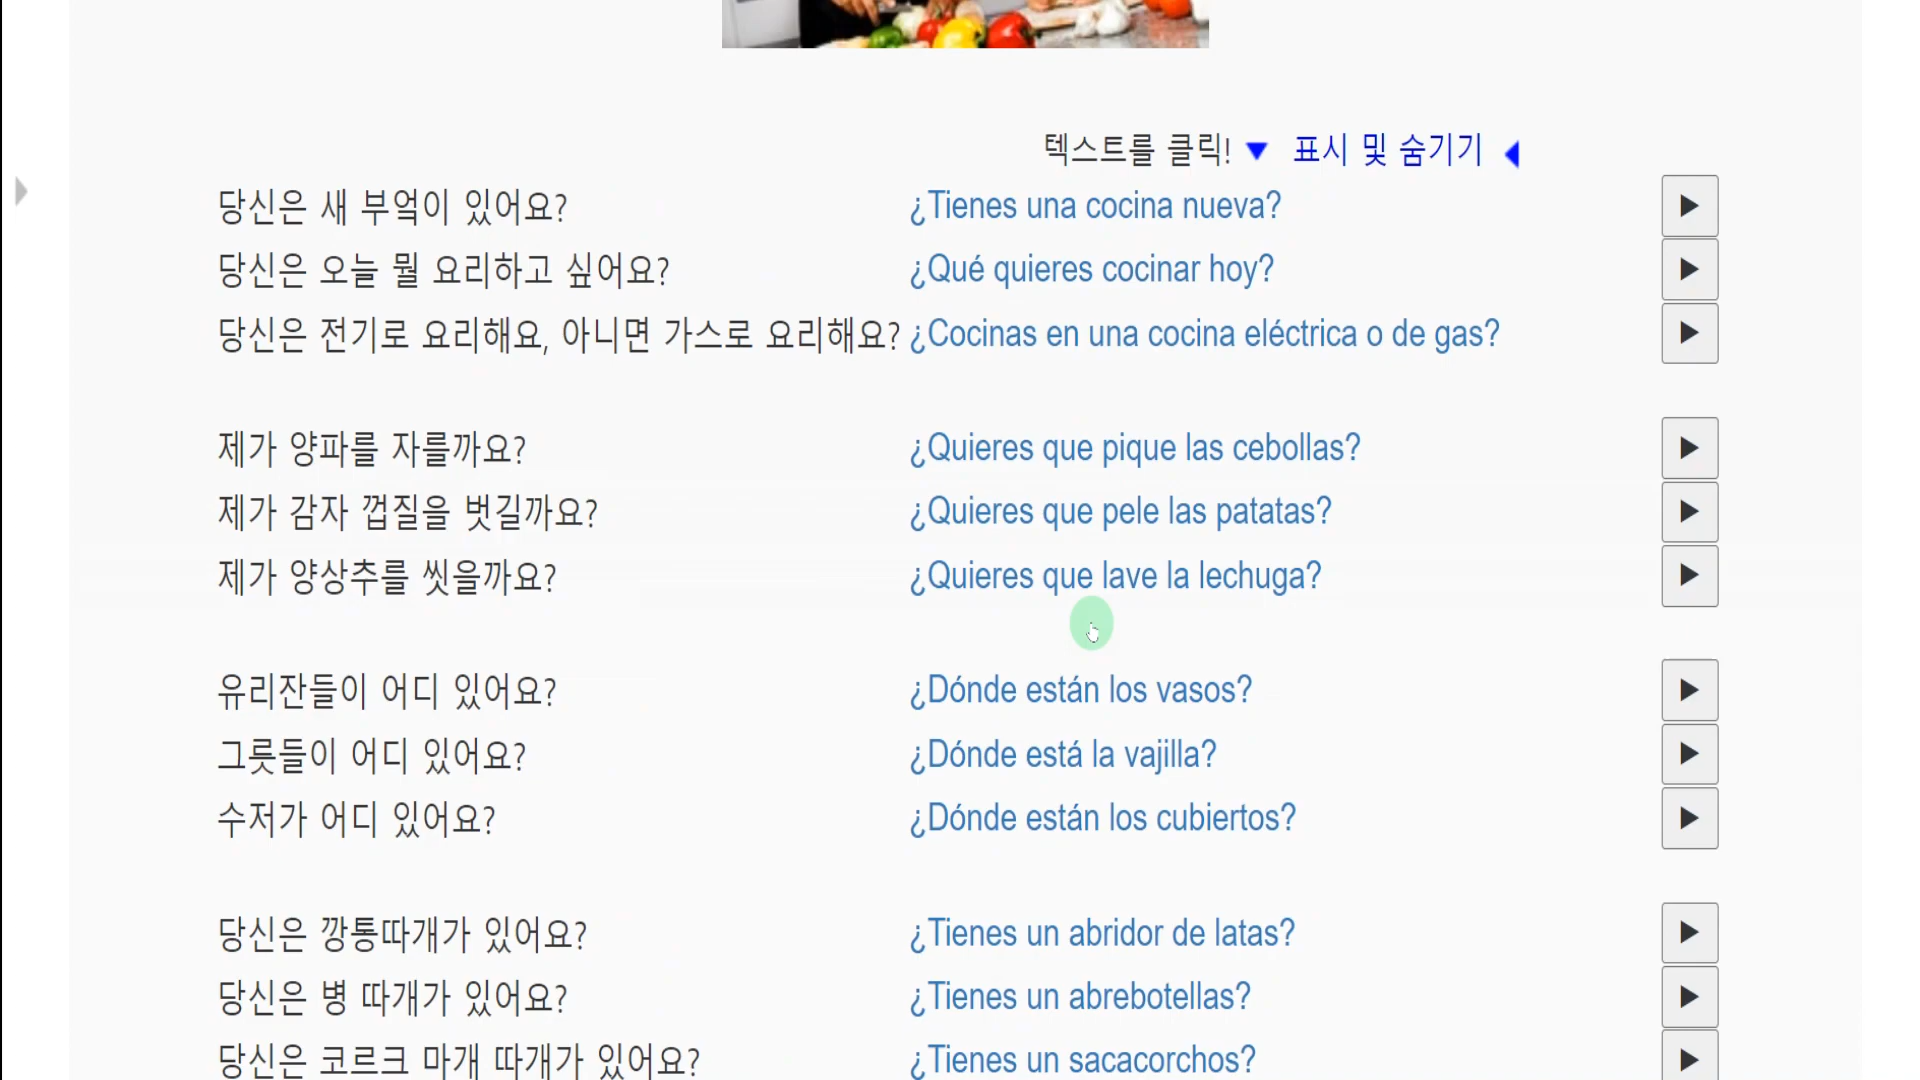 텍스트를 클릭! ▼ 표시 및 숨기기 ◀
당신은 새 부엌이 있어요? ¿Tienes una cocina nueva?
당신은 오늘 뭘 요리하고 싶어요? ¿Qué quieres cocinar hoy?
당신은 전기로 요리해요, 아니면 가스로 요리해요? ¿Cocinas en una cocina eléctrica o de gas?
제가 양파를 자를까요? ¿Quieres que pique las cebollas?
제가 감자 껍질을 벗길까요? ¿Quieres que pele las patatas?
제가 양상추를 씻을까요? ¿Quieres que lave la lechuga?
유리잔들이 어디 있어요? ¿Dónde están los vasos?
그릇들이 어디 있어요? ¿Dónde está la vajilla?
수저가 어디 있어요? ¿Dónde están los cubiertos?
당신은 깡통따개가 있어요? ¿Tienes un abridor de latas?
당신은 병 따개가 있어요? ¿Tienes un abrebotellas?
당신은 코르크 마개 따개가 있어요? ¿Tienes un sacacorchos?